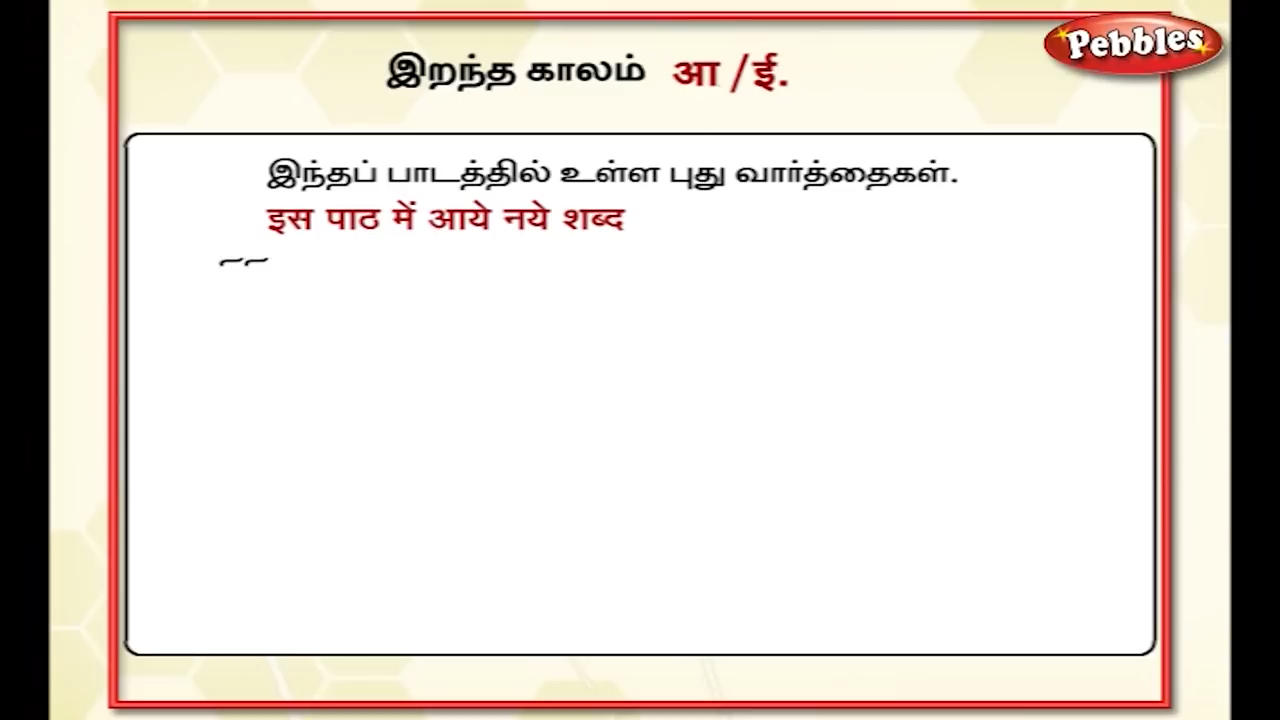 Pebbles
இறந்த காலம் आ / ई.
இந்தப் பாடத்தில் உள்ள புது வார்த்தைகள்.
इस पाठ में आये नये शब्द
~~